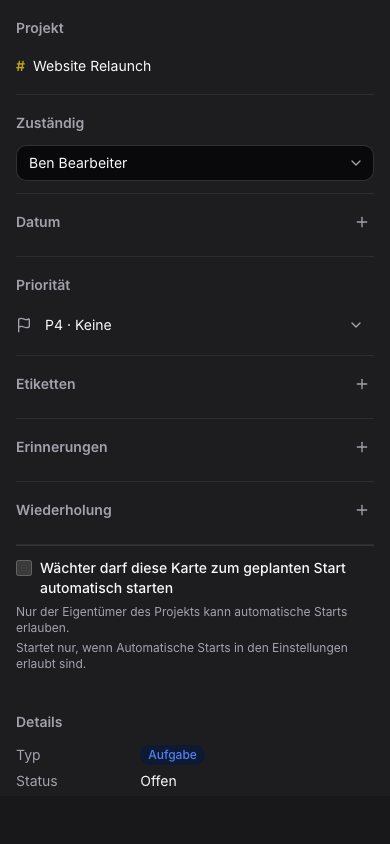 Projekt
# Website Relaunch
Zuständig
Ben Bearbeiter
Datum
Priorität
P4 · Keine
Etiketten
Erinnerungen
Wiederholung
Wächter darf diese Karte zum geplanten Start
automatisch starten
Nur der Eigentümer des Projekts kann automatische Starts
erlauben.
Startet nur, wenn Automatische Starts in den Einstellungen
erlaubt sind.
Details
Typ Aufgabe
Status Offen